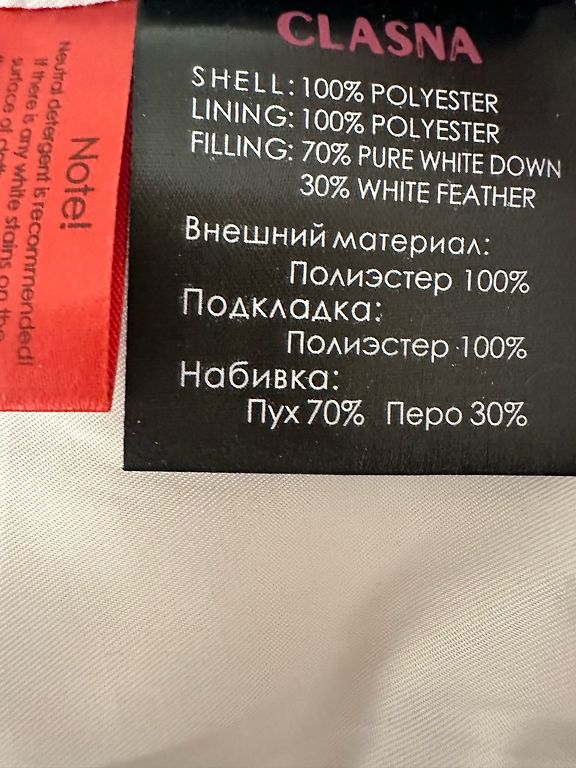 CLASNA
SHELL: 100% POLYESTER
LINING: 100% POLYESTER
FILLING: 70% PURE WHITE DOWN
30% WHITE FEATHER
Внешний материал:
Полиэстер 100%
Подкладка:
Полиэстер 100%
Набивка:
Пух 70% Перо 30%
Note!
Neutral detergent is recommended!
If there is any white stains on the
surface of